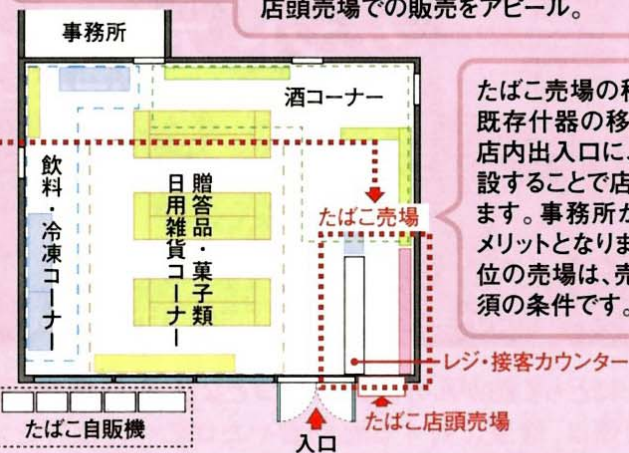 店頭売場での販売をアピール。
事務所
酒コーナー
たばこ売場の
既存什器の移
店内出入口に、
設することで店
ます。事務所が
メリットとなりま
位の売場は、売
須の条件です。
飲料・冷凍コーナー
贈答品・菓子類
日用雑貨コーナー
たばこ売場
レジ・接客カウンター
たばこ店頭売場
たばこ自販機
入口